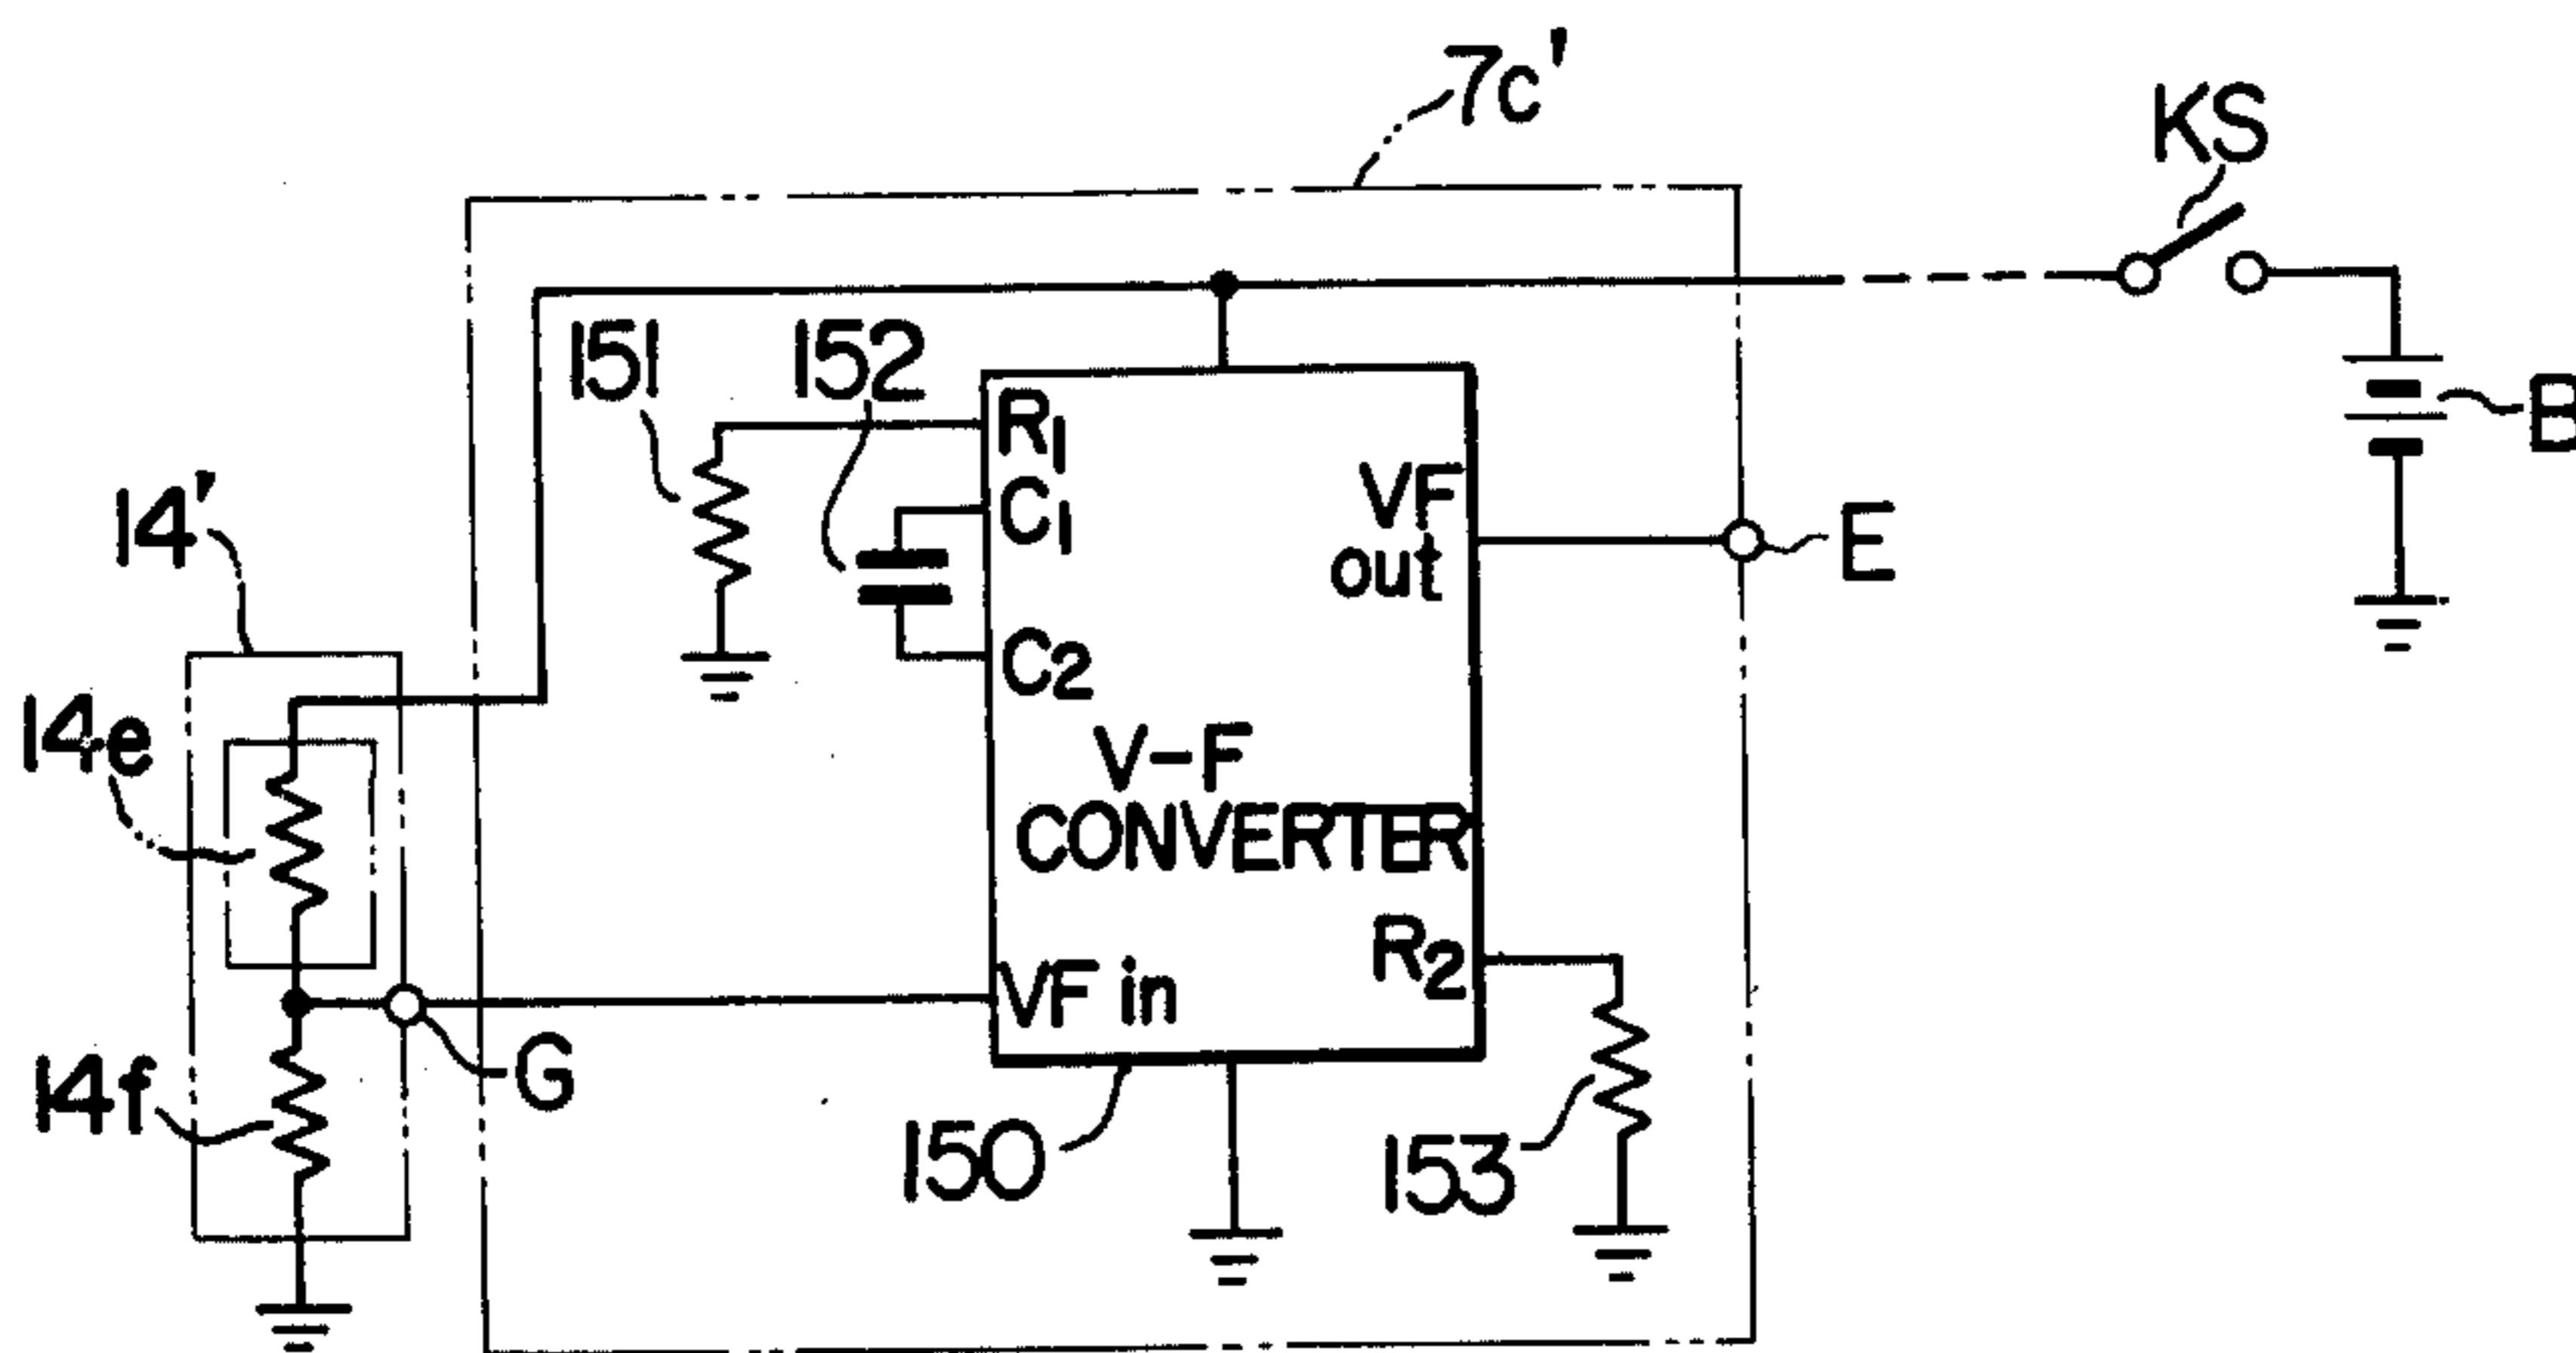 7c'
KS
151
152
R1
C1
VF
out
B
E
14'
C2
14e
V-F
CONVERTER
R2
VF in
G
14f
150
153